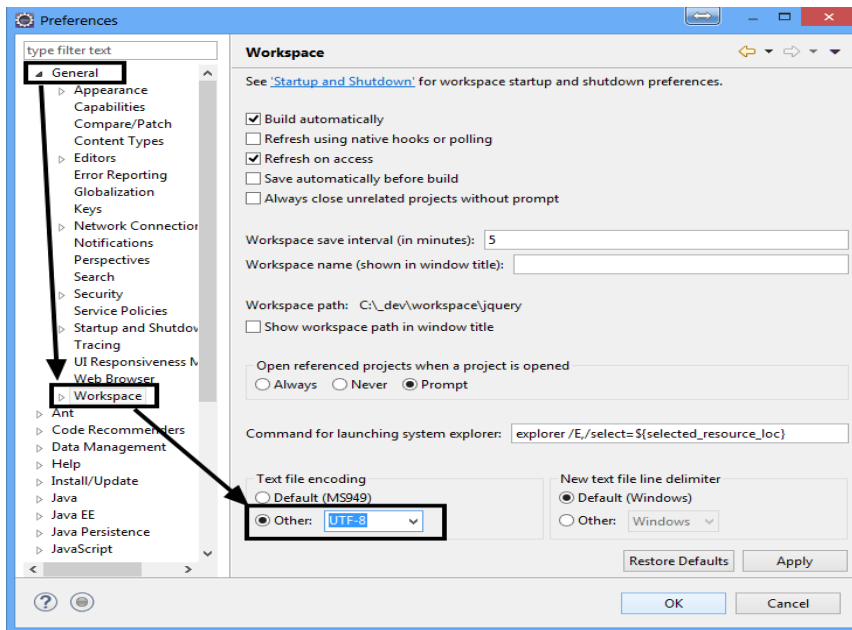 Preferences
type filter text
General
Appearance
Capabilities
Compare/Patch
Content Types
Editors
Error Reporting
Globalization
Keys
Network Connection
Notifications
Perspectives
Search
Security
Service Policies
Startup and Shutdov
Tracing
UI Responsiveness M
Web Browser
Workspace
Ant
Code Recommenders
Data Management
Help
Install/Update
Java
Java EE
Java Persistence
JavaScript
Workspace
See 'Startup and Shutdown' for workspace startup and shutdown preferences.
Build automatically
Refresh using native hooks or polling
Refresh on access
Save automatically before build
Always close unrelated projects without prompt
Workspace save interval (in minutes): 5
Workspace name (shown in window title):
Workspace path: C:\_dev\workspace\jquery
Show workspace path in window title
Open referenced projects when a project is opened
Always Never Prompt
Command for launching system explorer: explorer /E,/select=${selected_resource_loc}
Text file encoding
Default (MS949)
Other: UTF-8
New text file line delimiter
Default (Windows)
Other: Windows
Restore Defaults Apply
OK Cancel